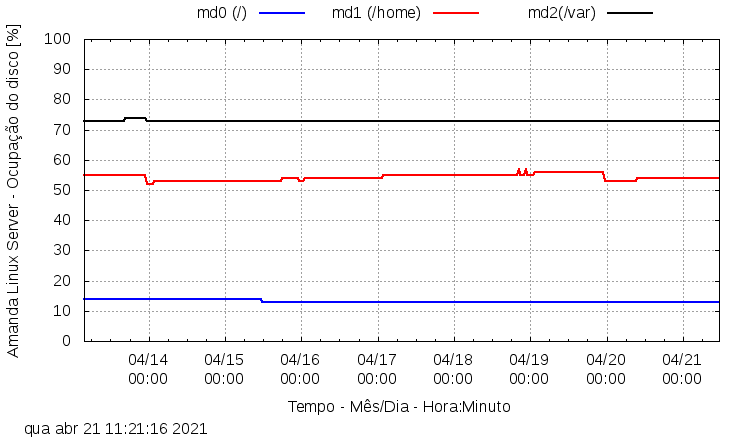 md0 (/) md1 (/home) md2(/var)
Amanda Linux Server - Ocupação do disco [%]
100
90
80
70
60
50
40
30
20
10
0
04/14 04/15 04/16 04/17 04/18 04/19 04/20 04/21
00:00 00:00 00:00 00:00 00:00 00:00 00:00 00:00
Tempo - Mês/Dia - Hora:Minuto
qua abr 21 11:21:16 2021